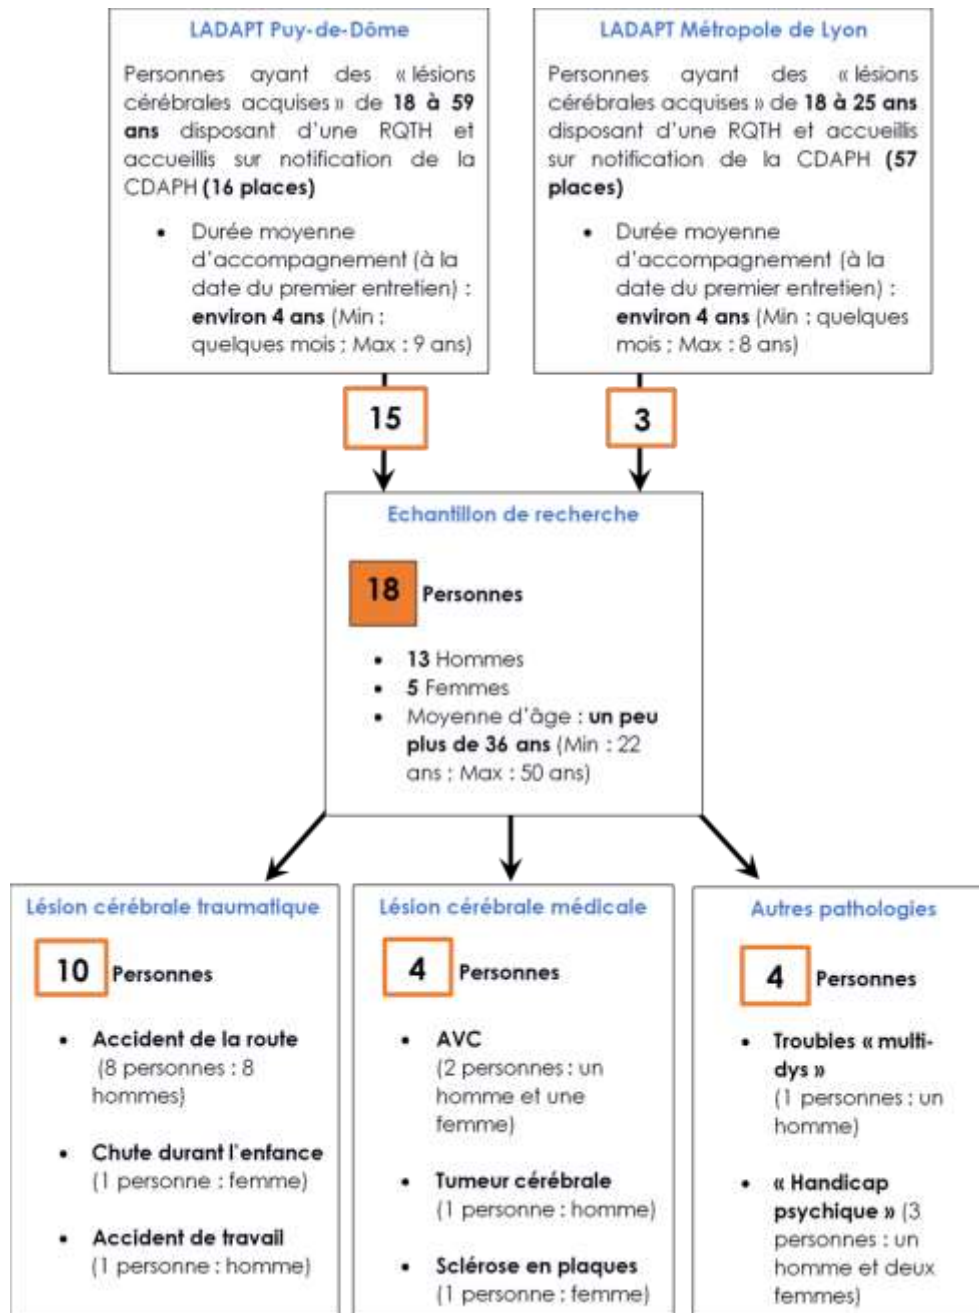 LADAPT Puy-de-Dôme
Personnes ayant des « lésions
cérébrales acquises » de 18 à 59
ans disposant d'une RQTH et
accueillis sur notification de la
CDAPH (16 places)
• Durée moyenne
d'accompagnement (à la
date du premier entretien) :
environ 4 ans (Min :
quelques mois ; Max : 9 ans)
LADAPT Métropole de Lyon
Personnes ayant des « lésions
cérébrales acquises » de 18 à 25 ans
disposant d'une RQTH et accueillis
sur notification de la CDAPH (57
places)
• Durée moyenne
d'accompagnement (à la
date du premier entretien) :
environ 4 ans (Min : quelques
mois ; Max : 8 ans)
15
3
Echantillon de recherche
18 Personnes
• 13 Hommes
• 5 Femmes
• Moyenne d'âge : un peu
plus de 36 ans (Min : 22
ans ; Max : 50 ans)
Lésion cérébrale traumatique
10 Personnes
• Accident de la route
(8 personnes : 8
hommes)
• Chute durant l'enfance
(1 personne : femme)
• Accident de travail
(1 personne : homme)
Lésion cérébrale médicale
4 Personnes
• AVC
(2 personnes : un
homme et une
femme)
• Tumeur cérébrale
(1 personne : homme)
• Sclérose en plaques
(1 personne : femme)
Autres pathologies
4 Personnes
• Troubles « multi-
dys »
(1 personnes : un
homme)
• « Handicap
psychique » (3
personnes : un
homme et deux
femmes)